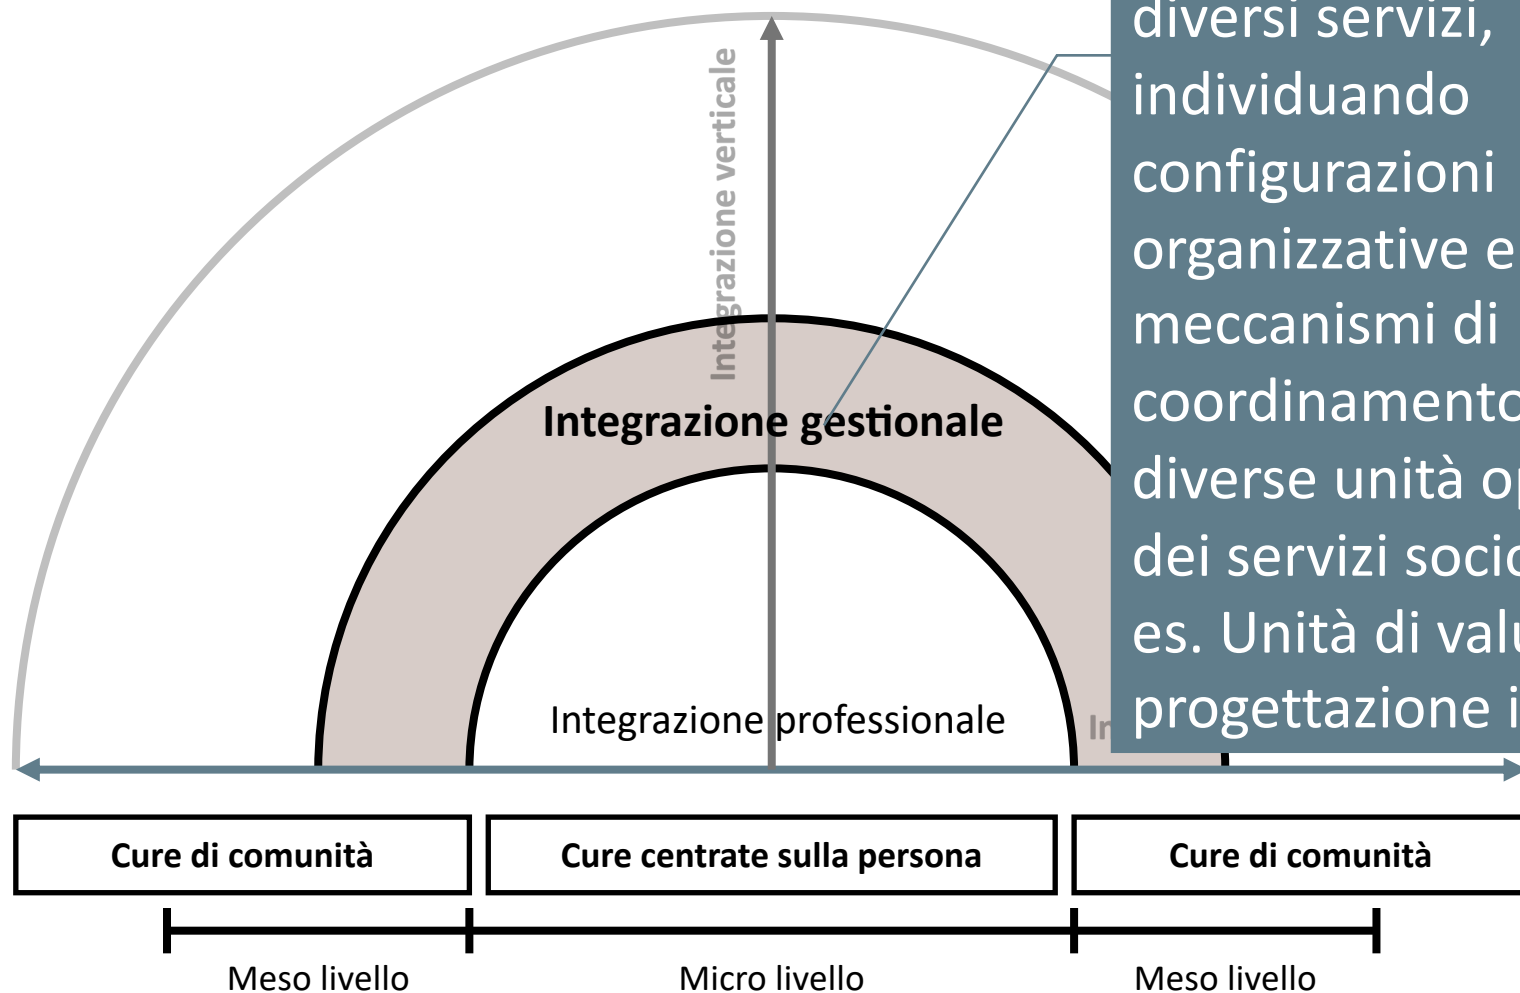 diversi servizi,
individuando
configurazioni
organizzative e
meccanismi di
coordinamento
diverse unità
dei servizi
es. Unità di
progettazione
Integrazione verticale
Integrazione gestionale
Integrazione professionale
Cure di comunità
Cure centrate sulla persona
Cure di comunità
Meso livello
Micro livello
Meso livello